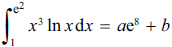 ∫₁^{e²} x³ ln x dx = ae⁸ + b